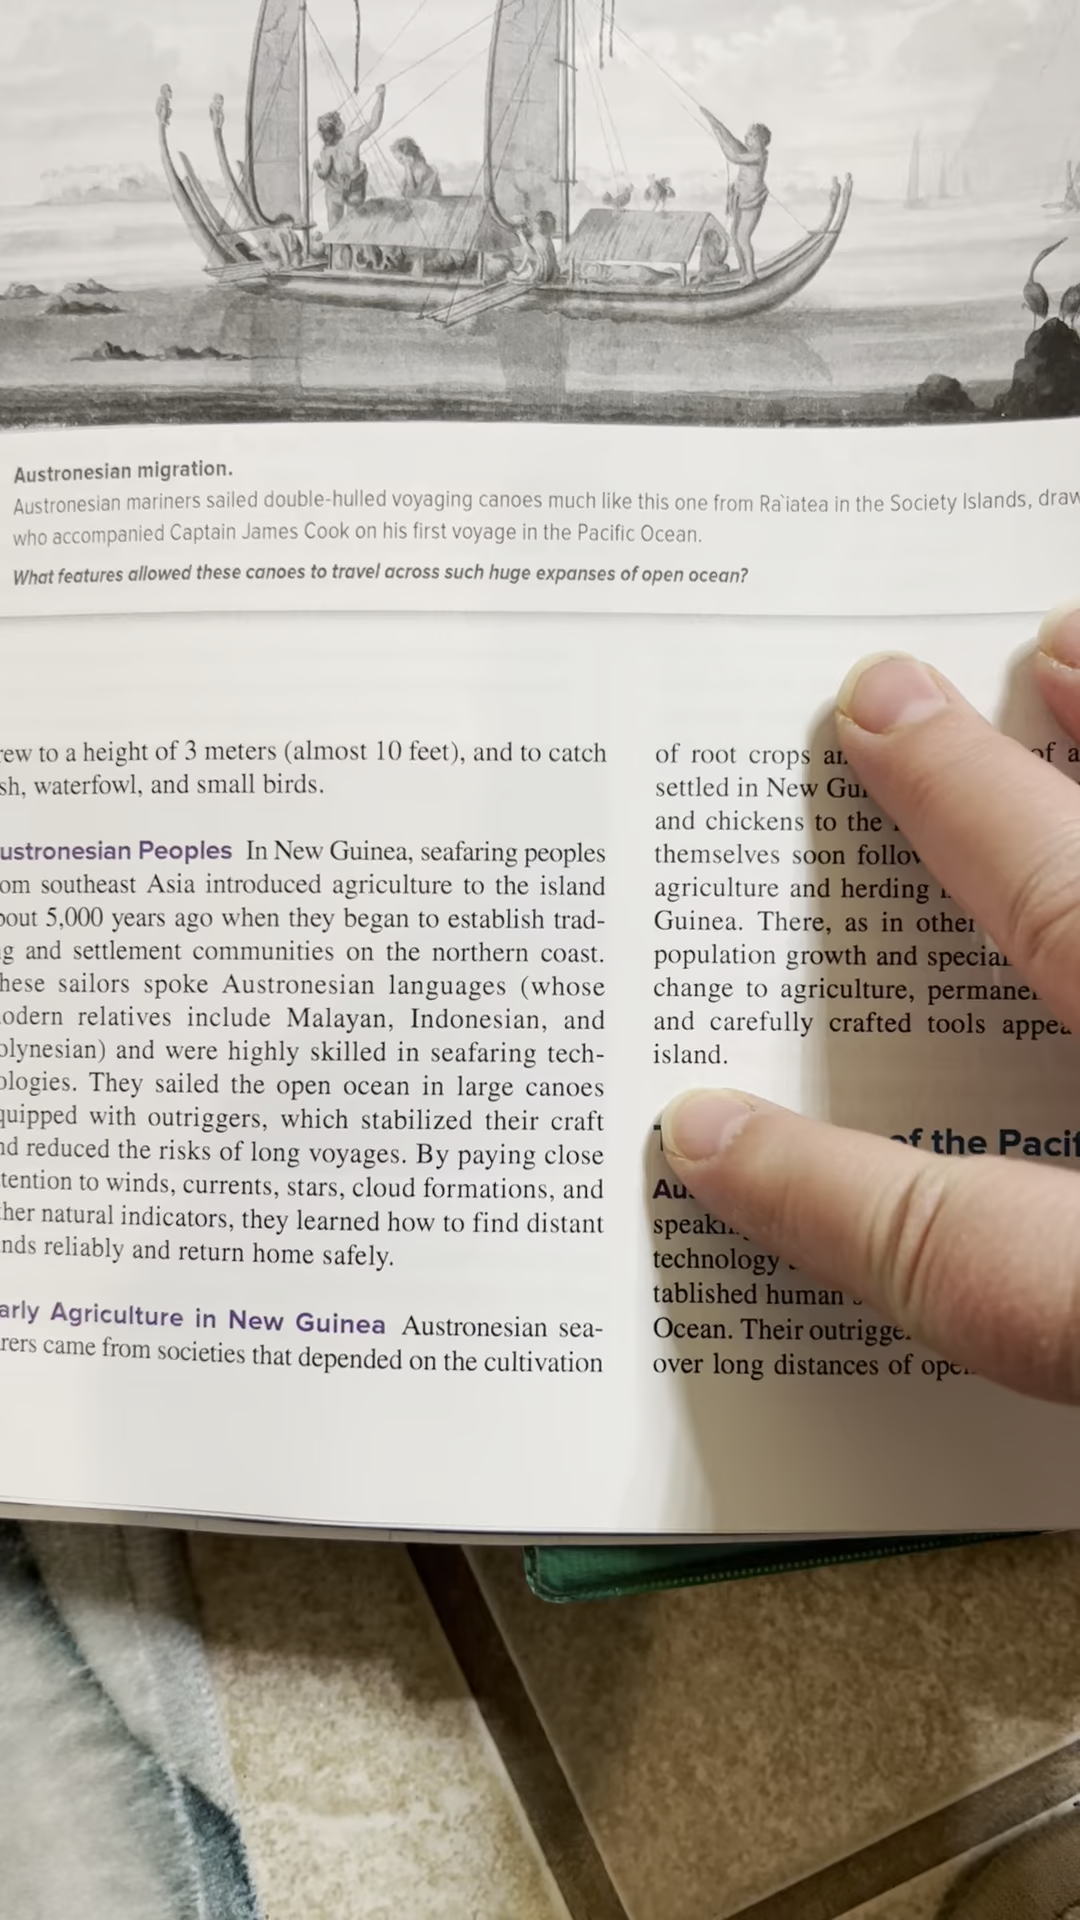 Austronesian migration.
Austronesian mariners sailed double-hulled voyaging canoes much like this one from Ra`iatea in the Society Islands, draw
who accompanied Captain James Cook on his first voyage in the Pacific Ocean.
What features allowed these canoes to travel across such huge expanses of open ocean?
rew to a height of 3 meters (almost 10 feet), and to catch
sh, waterfowl, and small birds.
ustronesian Peoples In New Guinea, seafaring peoples
om southeast Asia introduced agriculture to the island
bout 5,000 years ago when they began to establish trad-
g and settlement communities on the northern coast.
hese sailors spoke Austronesian languages (whose
odern relatives include Malayan, Indonesian, and
olynesian) and were highly skilled in seafaring tech-
ologies. They sailed the open ocean in large canoes
quipped with outriggers, which stabilized their craft
nd reduced the risks of long voyages. By paying close
tention to winds, currents, stars, cloud formations, and
her natural indicators, they learned how to find distant
nds reliably and return home safely.
arly Agriculture in New Guinea Austronesian sea-
rers came from societies that depended on the cultivation
of root crops of a
settled in New
and chickens to the
themselves soon
agriculture and herding
Guinea. There, as in other
population growth and
change to agriculture,
and carefully crafted tools
island.
of the Pacif
technology
tablished human
Ocean. Their
over long distances of